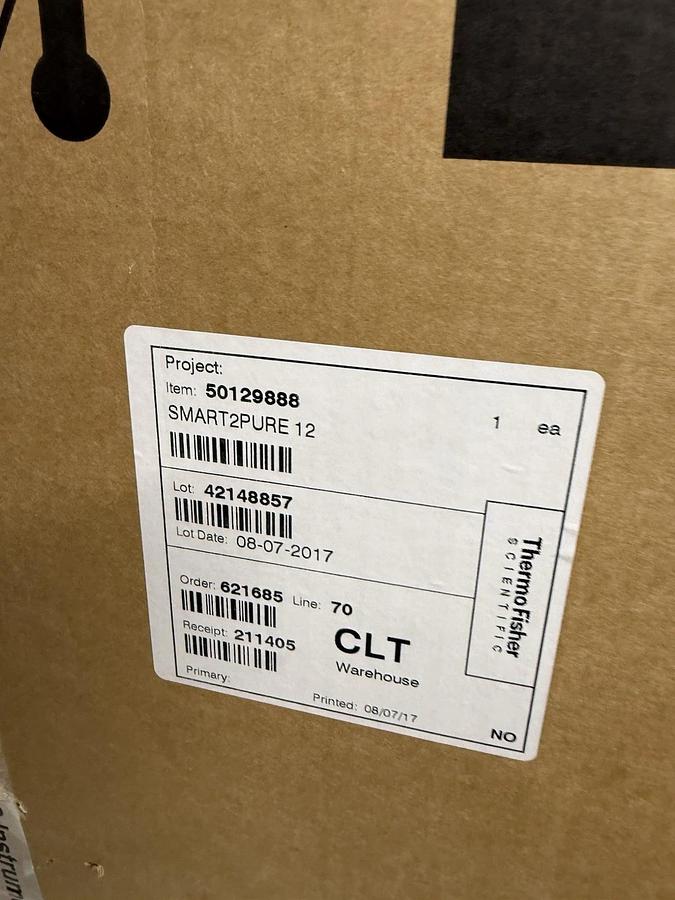 Project:
Item: 50129888
SMART2PURE 12
1 ea
Lot: 42148857
Lot Date: 08-07-2017
Order: 621685 Line: 70
Receipt: 211405
CLT
Warehouse
Primary:
Printed: 08/07/17
NO
ThermoFisher
SCIENTIFIC